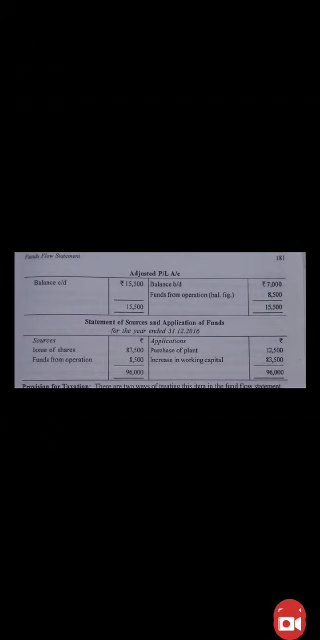 Funds Flow Statement 181
Adjusted P/L A/c
Balance c/d ₹ 15,500 Balance b/d ₹ 7,000
Funds from operation (bal. fig.) 8,500
15,500 15,500
Statement of Sources and Application of Funds
for the year ended 31.12.2016
Sources ₹ Applications ₹
Issue of shares 87,500 Purchase of plant 12,500
Funds from operation 8,500 Increase in working capital 83,500
96,000 96,000
Provision for Taxation: There are two ways of treating this item in the fund flow statement